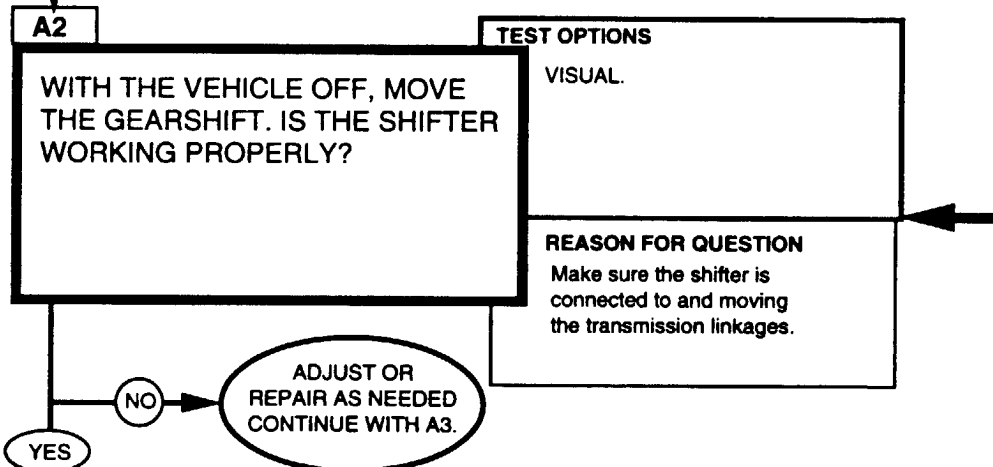 A2
WITH THE VEHICLE OFF, MOVE
THE GEARSHIFT. IS THE SHIFTER
WORKING PROPERLY?
TEST OPTIONS
VISUAL.
REASON FOR QUESTION
Make sure the shifter is
connected to and moving
the transmission linkages.
NO
ADJUST OR
REPAIR AS NEEDED
CONTINUE WITH A3.
YES